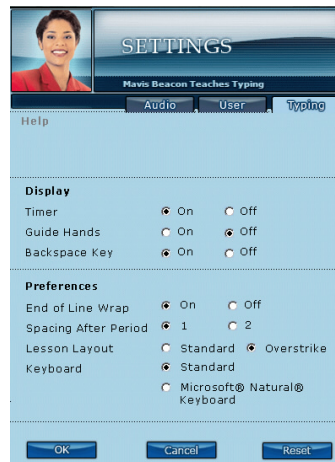 SETTINGS
Mavis Beacon Teaches Typing
Audio User Typing
Help
Display
Timer On Off
Guide Hands On Off
Backspace Key On Off
Preferences
End of Line Wrap On Off
Spacing After Period 1 2
Lesson Layout Standard Overstrike
Keyboard Standard
Microsoft® Natural®
Keyboard
OK Cancel Reset